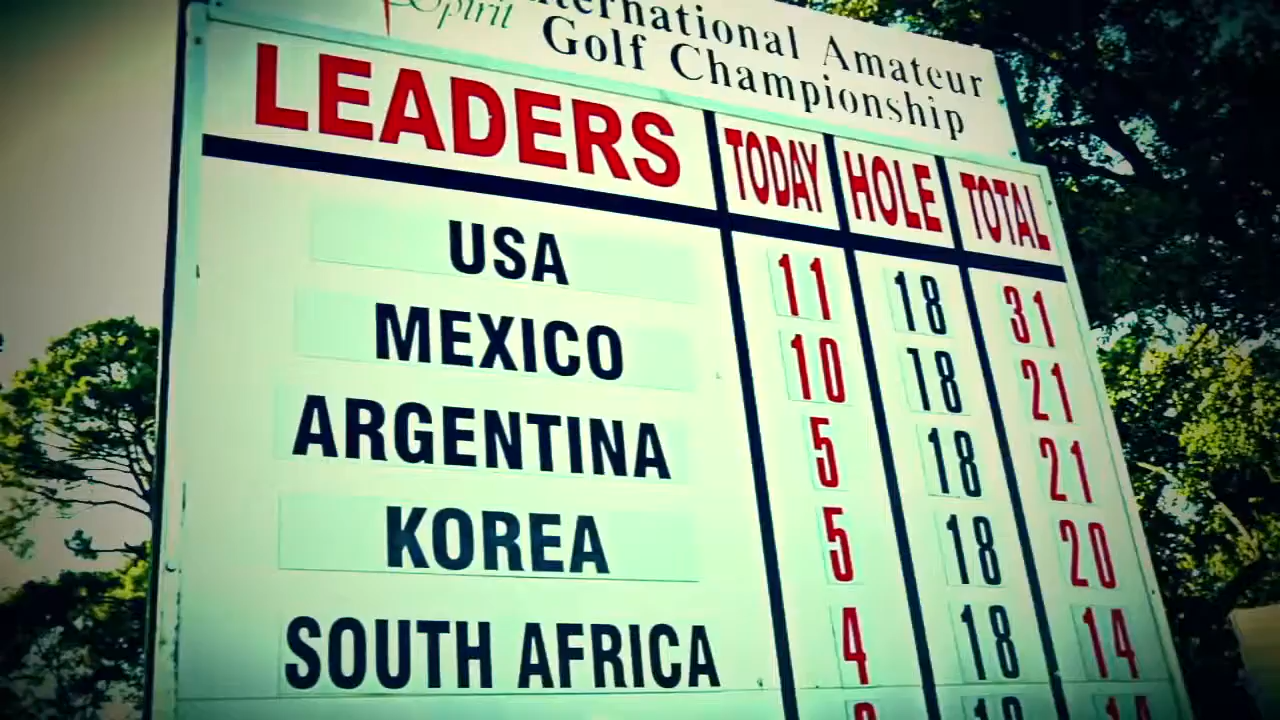 Spirit International Amateur
Golf Championship
LEADERS TODAY HOLE TOTAL
USA 11 18 31
MEXICO 10 18 21
ARGENTINA 5 18 21
KOREA 5 18 20
SOUTH AFRICA 4 18 14